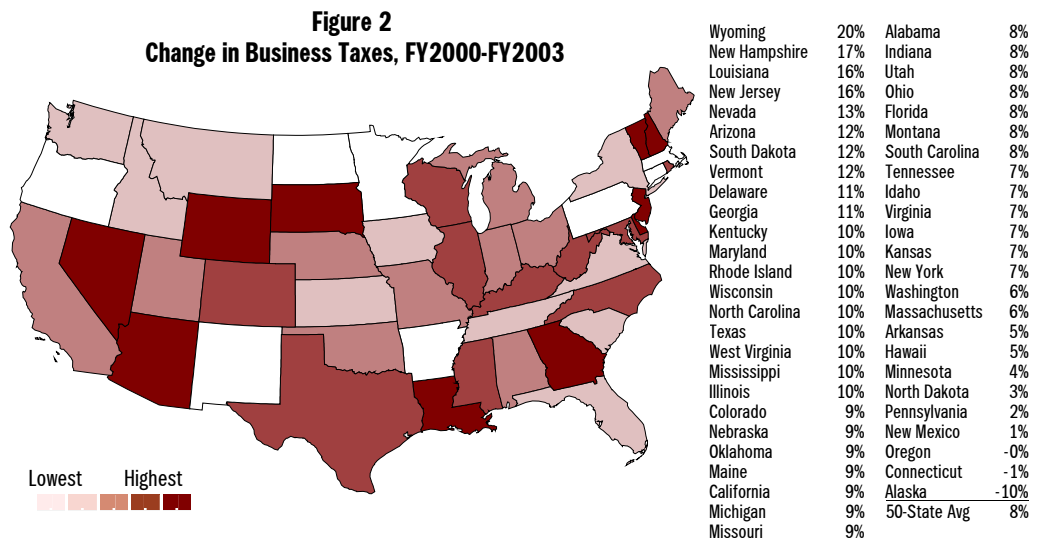 Figure 2
Change in Business Taxes, FY2000-FY2003
Lowest Highest
Wyoming 20%
New Hampshire 17%
Louisiana 16%
New Jersey 16%
Nevada 13%
Arizona 12%
South Dakota 12%
Vermont 12%
Delaware 11%
Georgia 11%
Kentucky 10%
Maryland 10%
Rhode Island 10%
Wisconsin 10%
North Carolina 10%
Texas 10%
West Virginia 10%
Mississippi 10%
Illinois 10%
Colorado 9%
Nebraska 9%
Oklahoma 9%
Maine 9%
California 9%
Michigan 9%
Missouri 9%
Alabama 8%
Indiana 8%
Utah 8%
Ohio 8%
Florida 8%
Montana 8%
South Carolina 8%
Tennessee 7%
Idaho 7%
Virginia 7%
Iowa 7%
Kansas 7%
New York 7%
Washington 6%
Massachusetts 6%
Arkansas 5%
Hawaii 5%
Minnesota 4%
North Dakota 3%
Pennsylvania 2%
New Mexico 1%
Oregon -0%
Connecticut -1%
Alaska -10%
50-State Avg 8%